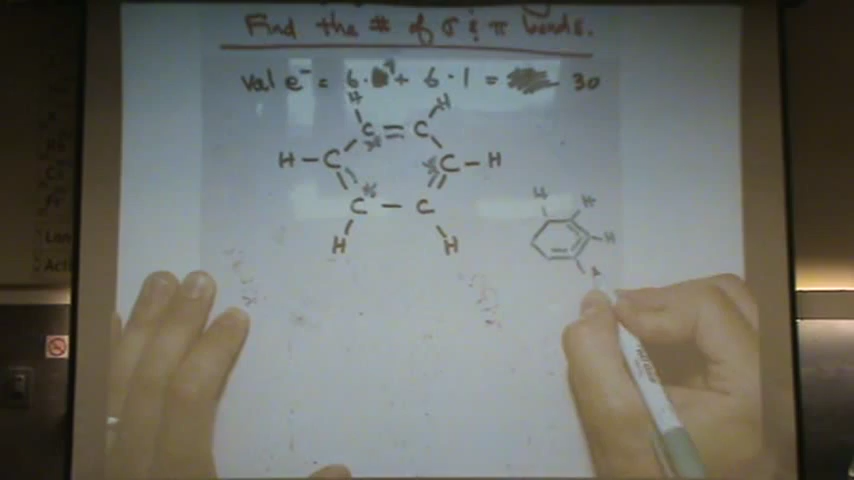 Find the # of σ & π bonds.
Val e⁻ = 6 · 4 + 6 · 1 = 30
H H
C = C
H - C C - H
C - C
H H
H H
H